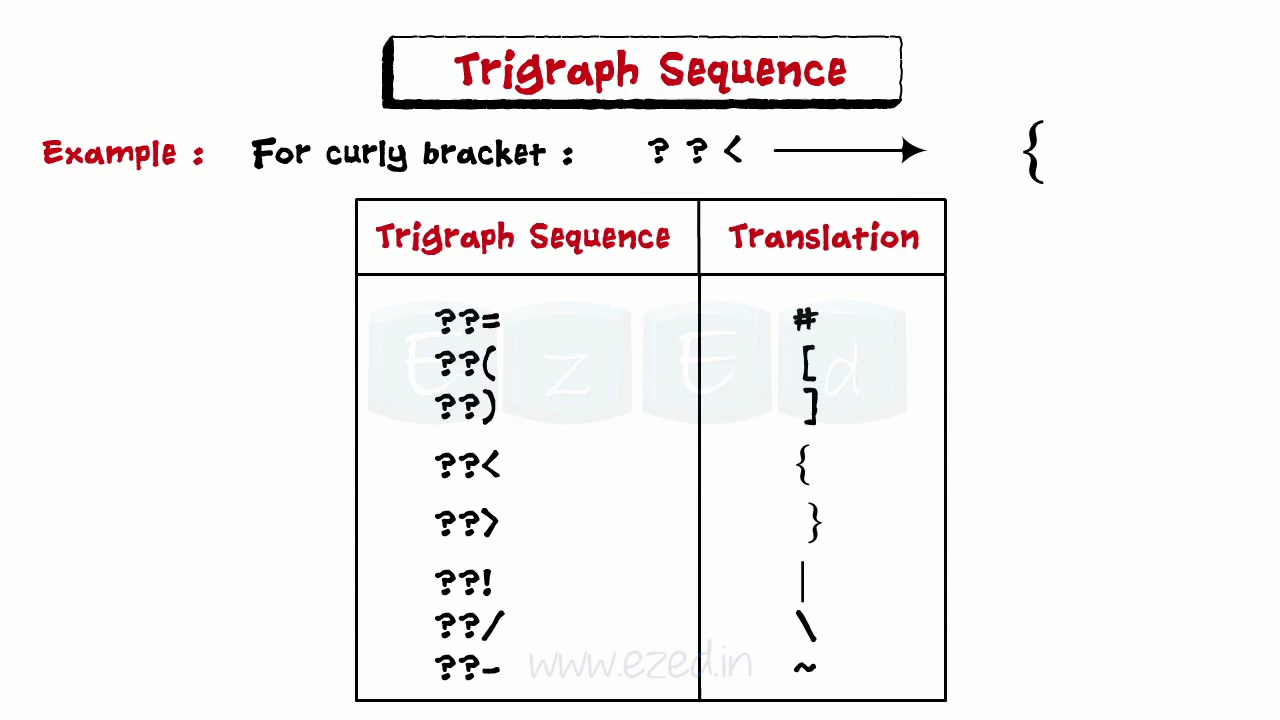 Trigraph Sequence
Example : For curly bracket : ? ? < {
Trigraph Sequence Translation
??= #
??( [
??) ]
??< {
??> }
??! |
??/ \
??- ~
E z E d
www.ezed.in